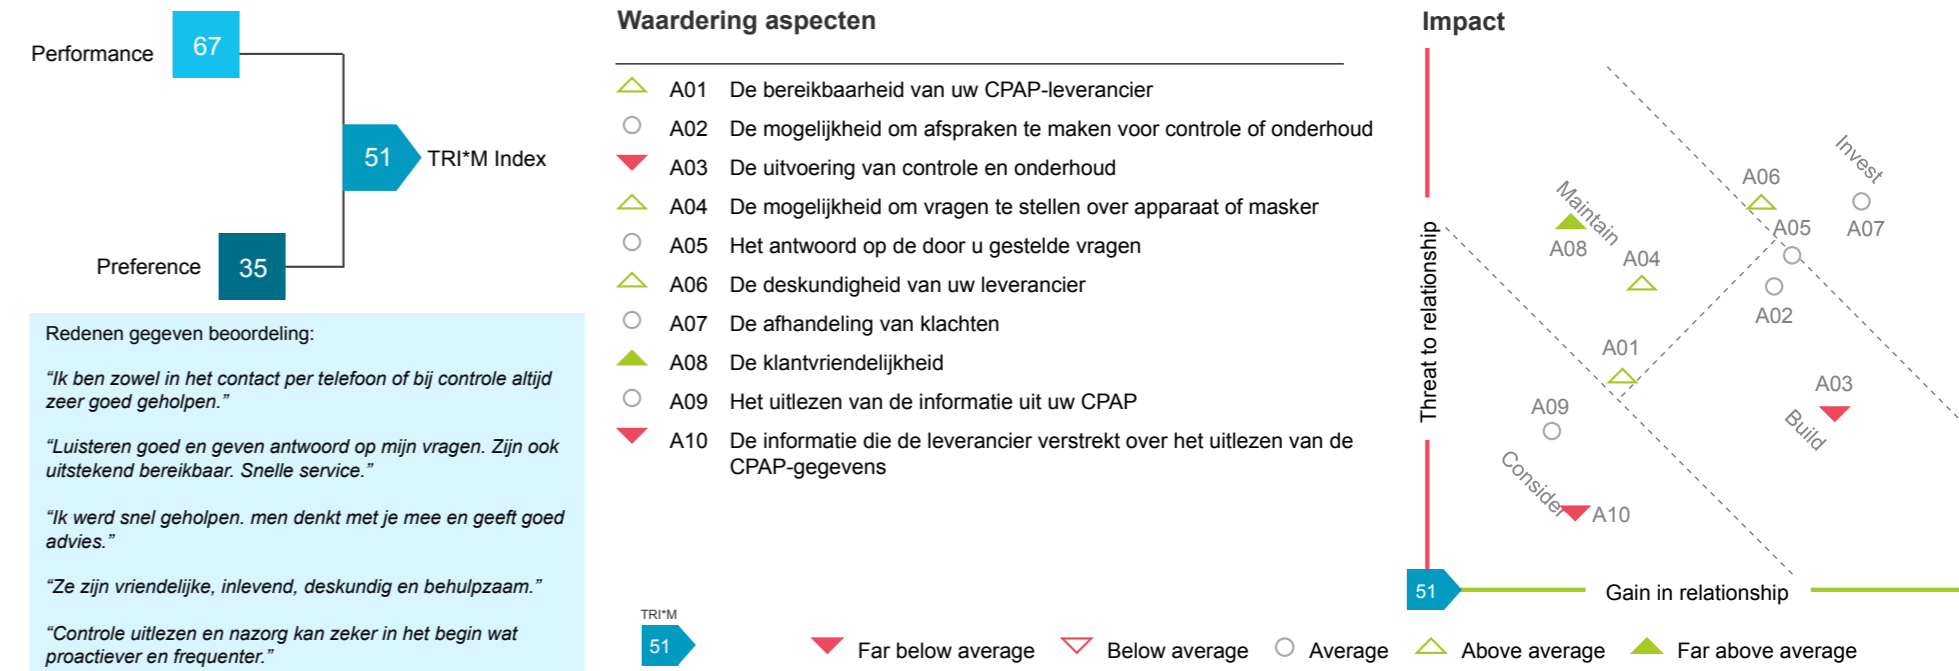 Performance
67
51
TRI*M Index
Preference
35
Redenen gegeven beoordeling:
“Ik ben zowel in het contact per telefoon of bij controle altijd
zeer goed geholpen.”
“Luisteren goed en geven antwoord op mijn vragen. Zijn ook
uitstekend bereikbaar. Snelle service.”
“Ik werd snel geholpen. men denkt met je mee en geeft goed
advies.”
“Ze zijn vriendelijke, inlevend, deskundig en behulpzaam.”
“Controle uitlezen en nazorg kan zeker in het begin wat
proactiever en frequenter.”
Waardering aspecten
A01 De bereikbaarheid van uw CPAP-leverancier
A02 De mogelijkheid om afspraken te maken voor controle of onderhoud
A03 De uitvoering van controle en onderhoud
A04 De mogelijkheid om vragen te stellen over apparaat of masker
A05 Het antwoord op de door u gestelde vragen
A06 De deskundigheid van uw leverancier
A07 De afhandeling van klachten
A08 De klantvriendelijkheid
A09 Het uitlezen van de informatie uit uw CPAP
A10 De informatie die de leverancier verstrekt over het uitlezen van de
CPAP-gegevens
TRI*M
51
Far below average
Below average
Average
Above average
Far above average
Impact
Threat to relationship
Invest
A06
Maintain
A05
A07
A08
A04
A02
A01
A03
A09
Build
Consider
A10
51
Gain in relationship